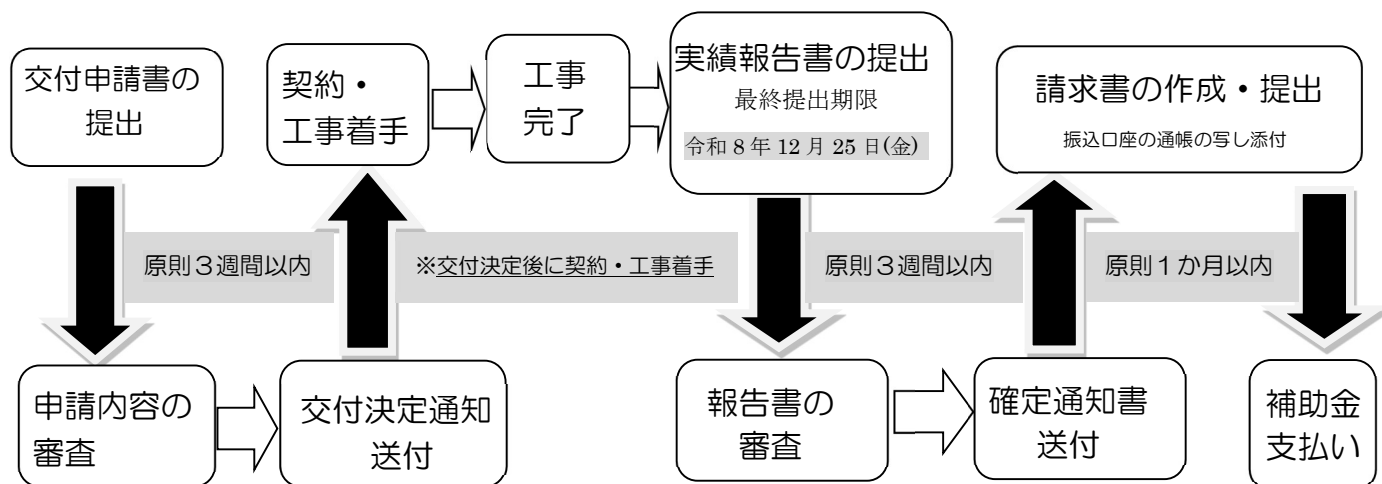 交付申請書の
提出
契約・
工事着手
工事
完了
実績報告書の提出
最終提出期限
令和 8 年 12 月 25 日(金)
請求書の作成・提出
振込口座の通帳の写し添付
原則３週間以内
※交付決定後に契約・工事着手
原則３週間以内
原則１か月以内
申請内容の
審査
交付決定通知
送付
報告書の
審査
確定通知書
送付
補助金
支払い